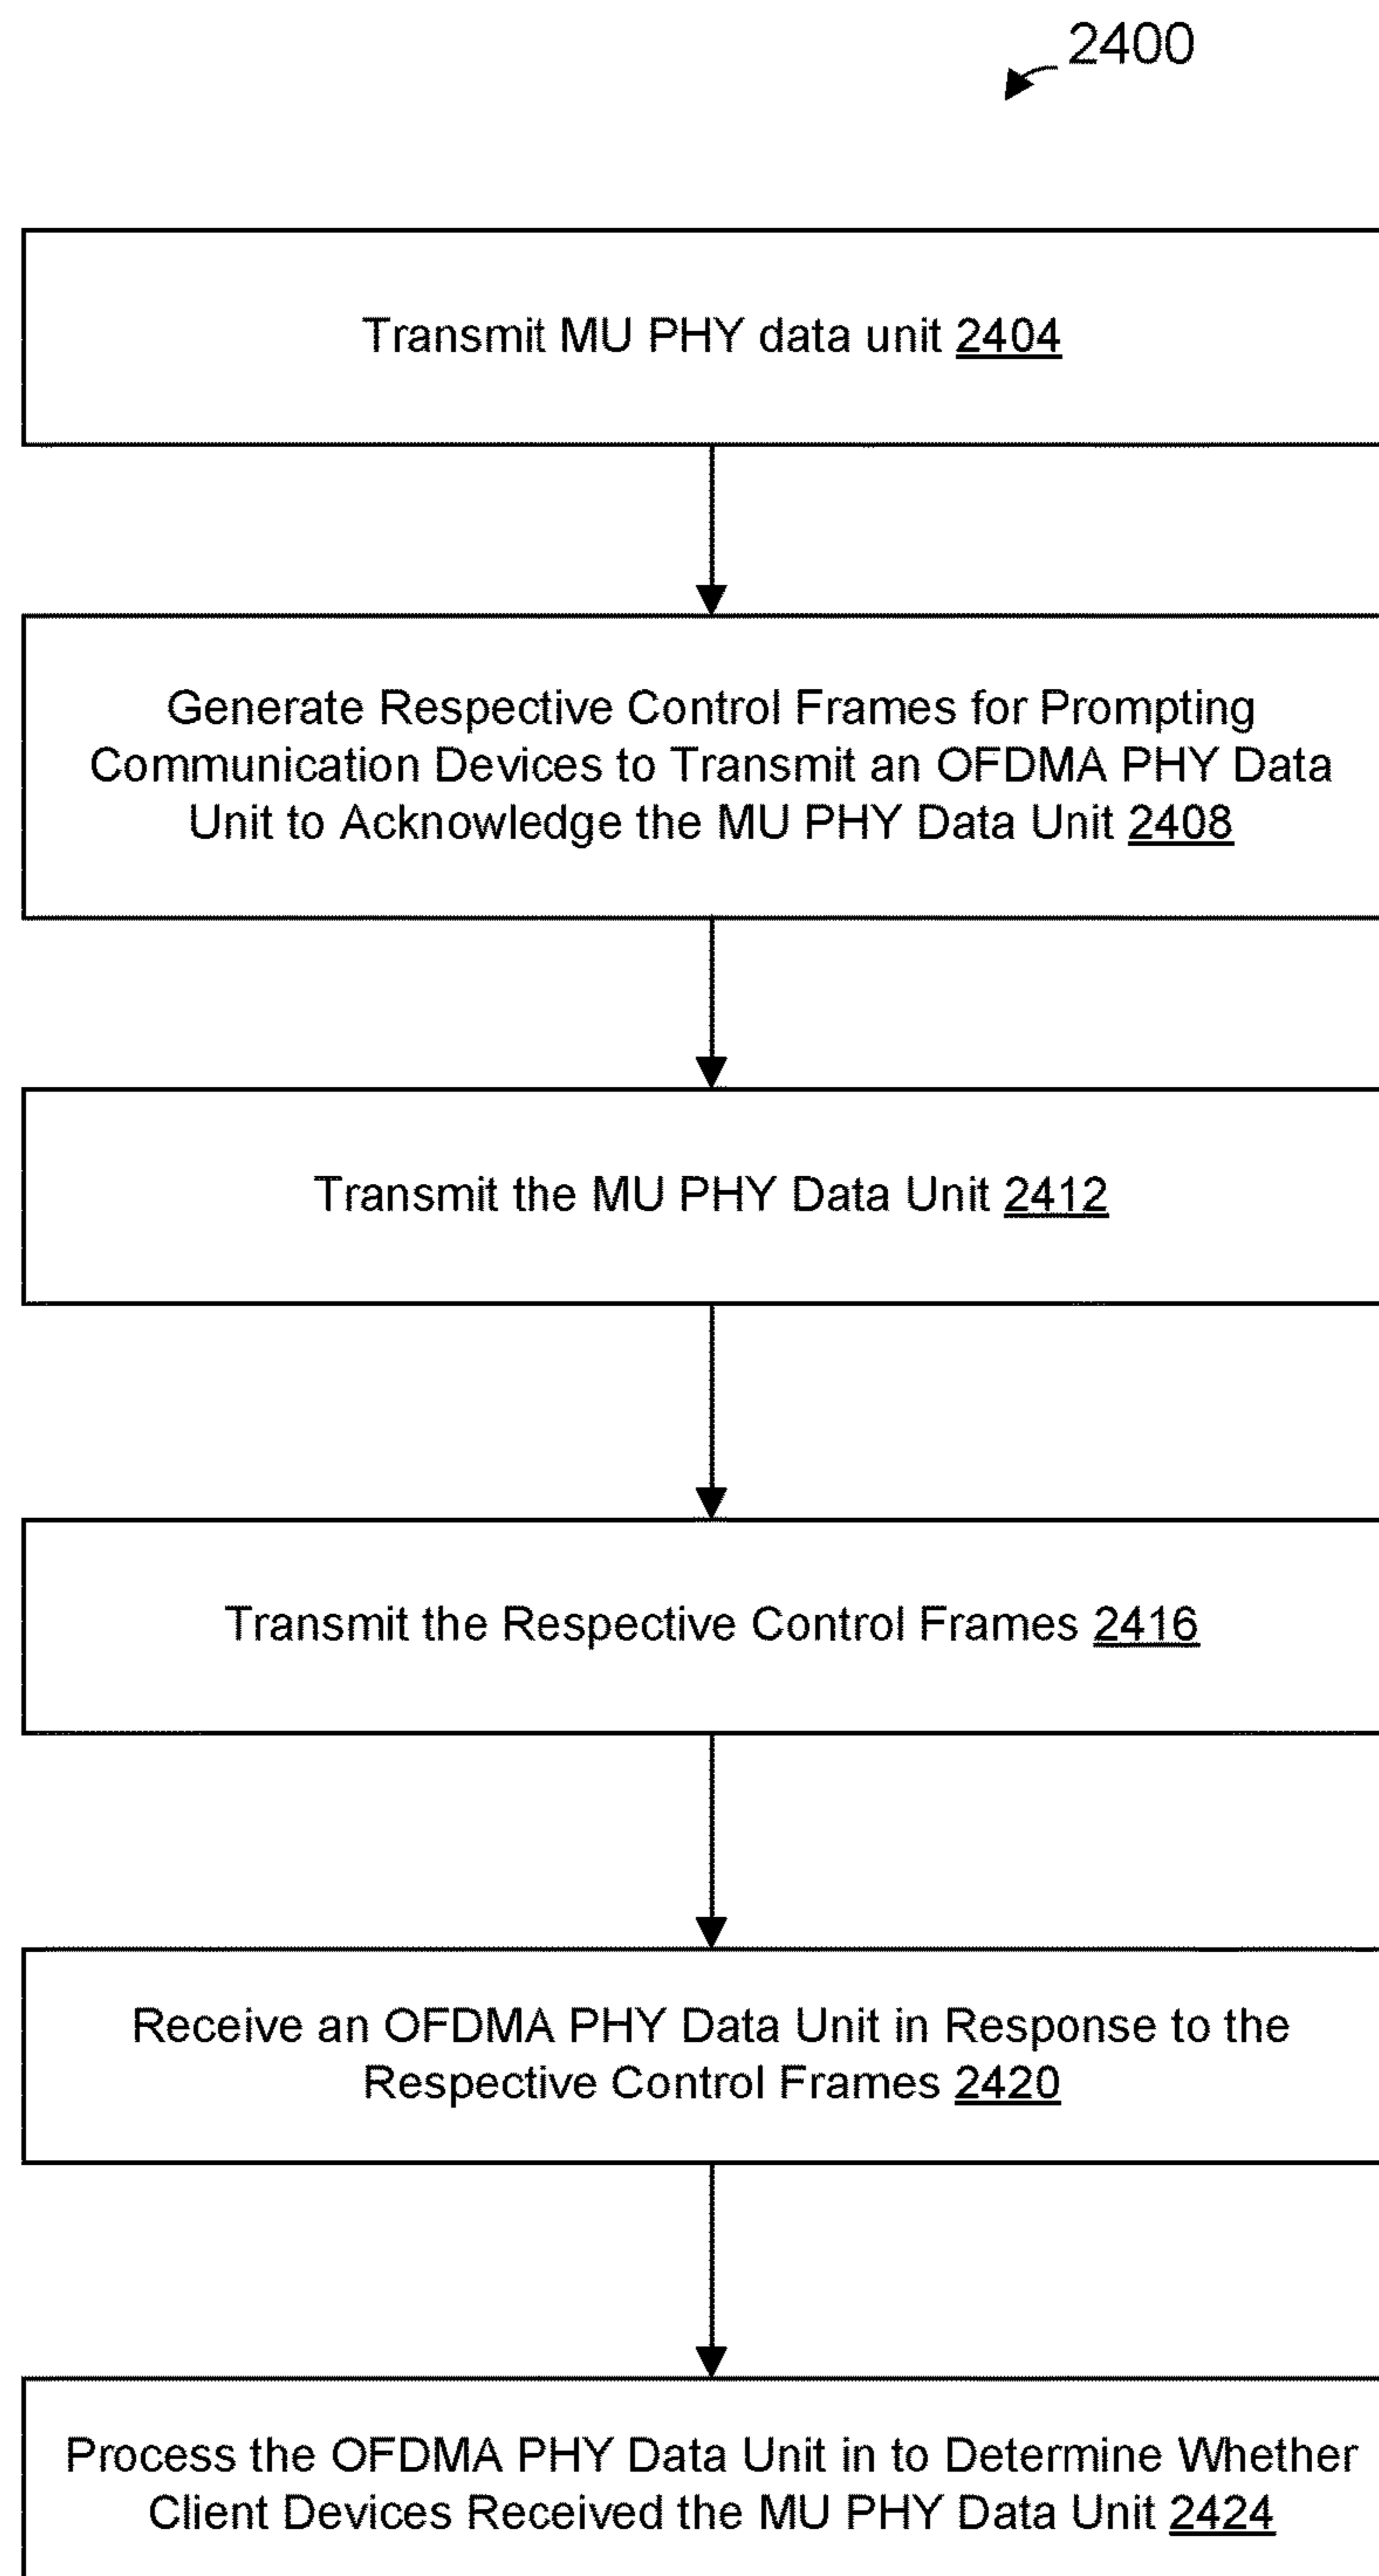 2400
Transmit MU PHY data unit 2404
Generate Respective Control Frames for Prompting
Communication Devices to Transmit an OFDMA PHY Data
Unit to Acknowledge the MU PHY Data Unit 2408
Transmit the MU PHY Data Unit 2412
Transmit the Respective Control Frames 2416
Receive an OFDMA PHY Data Unit in Response to the
Respective Control Frames 2420
Process the OFDMA PHY Data Unit in to Determine Whether
Client Devices Received the MU PHY Data Unit 2424